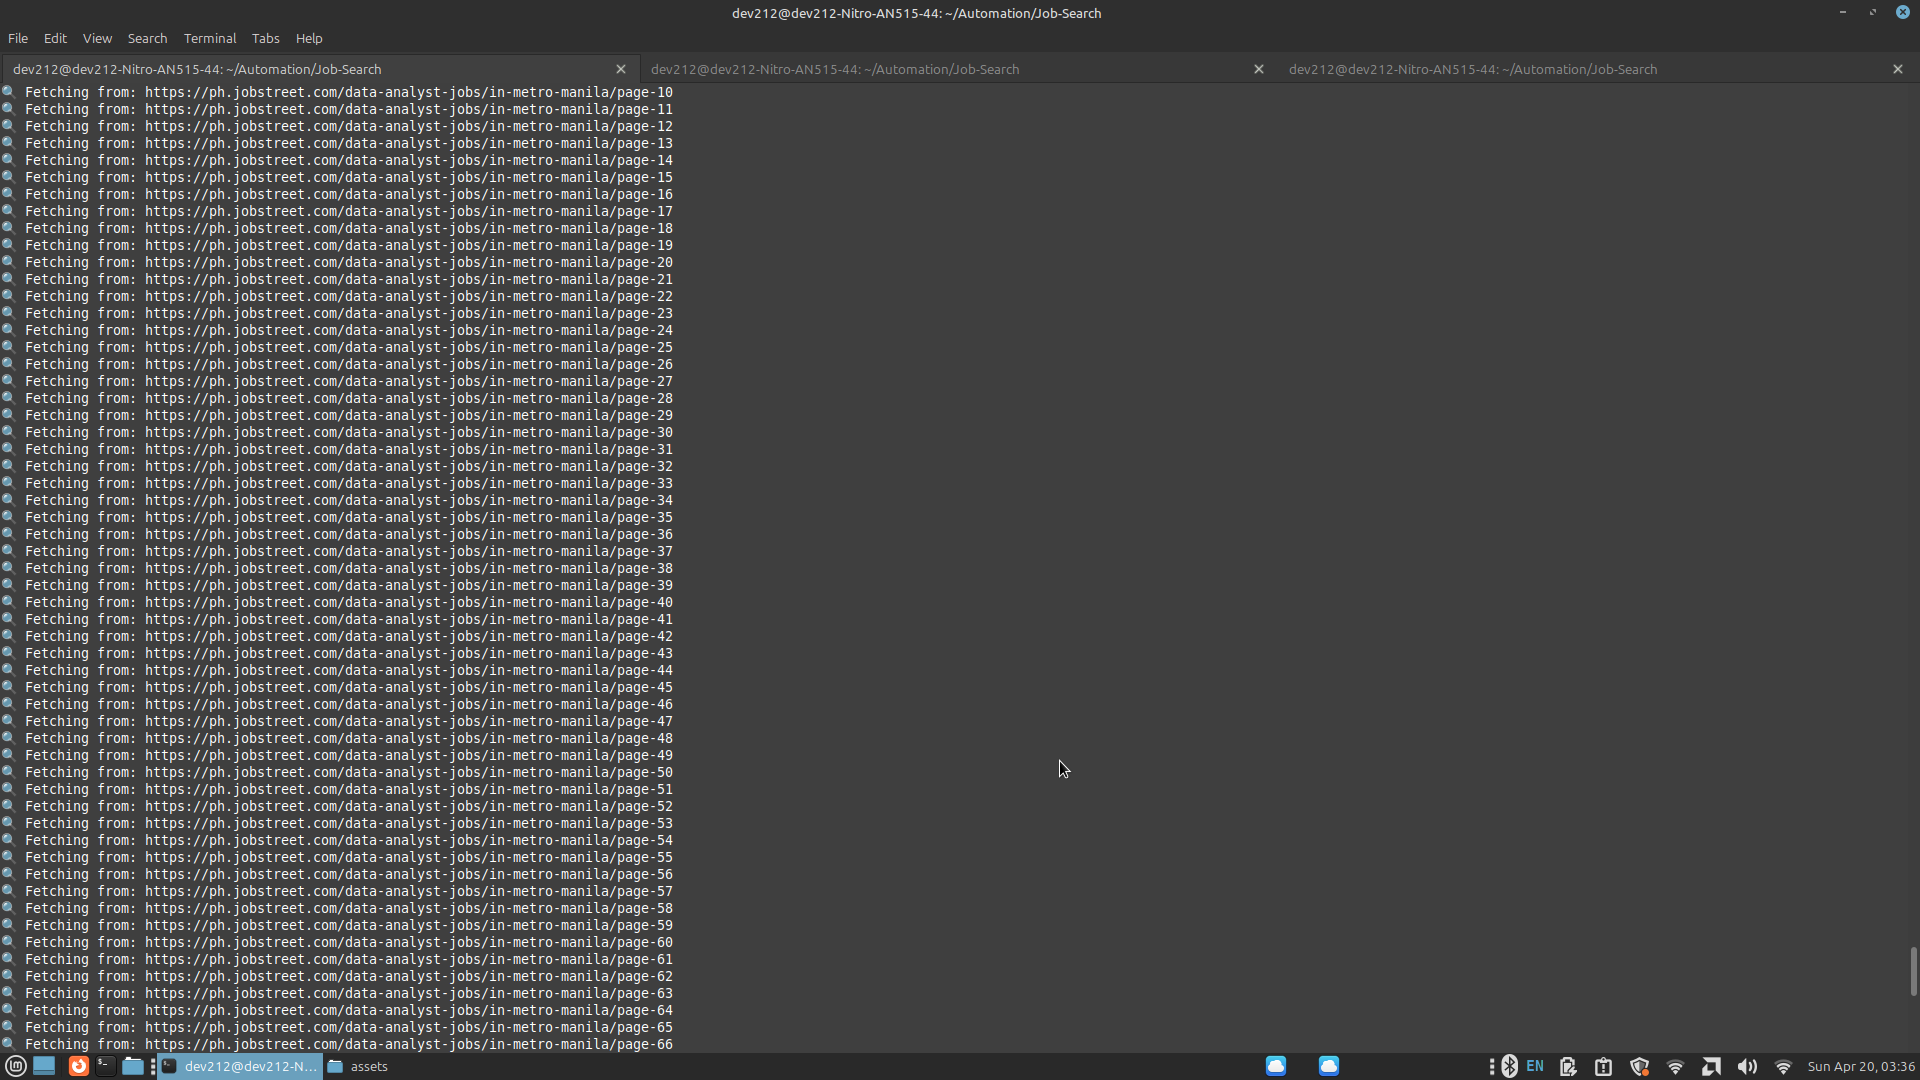 dev212@dev212-Nitro-AN515-44: ~/Automation/Job-Search
File Edit View Search Terminal Tabs Help
dev212@dev212-Nitro-AN515-44: ~/Automation/Job-Search
dev212@dev212-Nitro-AN515-44: ~/Automation/Job-Search
dev212@dev212-Nitro-AN515-44: ~/Automation/Job-Search
Fetching from: https://ph.jobstreet.com/data-analyst-jobs/in-metro-manila/page-10
Fetching from: https://ph.jobstreet.com/data-analyst-jobs/in-metro-manila/page-11
Fetching from: https://ph.jobstreet.com/data-analyst-jobs/in-metro-manila/page-12
Fetching from: https://ph.jobstreet.com/data-analyst-jobs/in-metro-manila/page-13
Fetching from: https://ph.jobstreet.com/data-analyst-jobs/in-metro-manila/page-14
Fetching from: https://ph.jobstreet.com/data-analyst-jobs/in-metro-manila/page-15
Fetching from: https://ph.jobstreet.com/data-analyst-jobs/in-metro-manila/page-16
Fetching from: https://ph.jobstreet.com/data-analyst-jobs/in-metro-manila/page-17
Fetching from: https://ph.jobstreet.com/data-analyst-jobs/in-metro-manila/page-18
Fetching from: https://ph.jobstreet.com/data-analyst-jobs/in-metro-manila/page-19
Fetching from: https://ph.jobstreet.com/data-analyst-jobs/in-metro-manila/page-20
Fetching from: https://ph.jobstreet.com/data-analyst-jobs/in-metro-manila/page-21
Fetching from: https://ph.jobstreet.com/data-analyst-jobs/in-metro-manila/page-22
Fetching from: https://ph.jobstreet.com/data-analyst-jobs/in-metro-manila/page-23
Fetching from: https://ph.jobstreet.com/data-analyst-jobs/in-metro-manila/page-24
Fetching from: https://ph.jobstreet.com/data-analyst-jobs/in-metro-manila/page-25
Fetching from: https://ph.jobstreet.com/data-analyst-jobs/in-metro-manila/page-26
Fetching from: https://ph.jobstreet.com/data-analyst-jobs/in-metro-manila/page-27
Fetching from: https://ph.jobstreet.com/data-analyst-jobs/in-metro-manila/page-28
Fetching from: https://ph.jobstreet.com/data-analyst-jobs/in-metro-manila/page-29
Fetching from: https://ph.jobstreet.com/data-analyst-jobs/in-metro-manila/page-30
Fetching from: https://ph.jobstreet.com/data-analyst-jobs/in-metro-manila/page-31
Fetching from: https://ph.jobstreet.com/data-analyst-jobs/in-metro-manila/page-32
Fetching from: https://ph.jobstreet.com/data-analyst-jobs/in-metro-manila/page-33
Fetching from: https://ph.jobstreet.com/data-analyst-jobs/in-metro-manila/page-34
Fetching from: https://ph.jobstreet.com/data-analyst-jobs/in-metro-manila/page-35
Fetching from: https://ph.jobstreet.com/data-analyst-jobs/in-metro-manila/page-36
Fetching from: https://ph.jobstreet.com/data-analyst-jobs/in-metro-manila/page-37
Fetching from: https://ph.jobstreet.com/data-analyst-jobs/in-metro-manila/page-38
Fetching from: https://ph.jobstreet.com/data-analyst-jobs/in-metro-manila/page-39
Fetching from: https://ph.jobstreet.com/data-analyst-jobs/in-metro-manila/page-40
Fetching from: https://ph.jobstreet.com/data-analyst-jobs/in-metro-manila/page-41
Fetching from: https://ph.jobstreet.com/data-analyst-jobs/in-metro-manila/page-42
Fetching from: https://ph.jobstreet.com/data-analyst-jobs/in-metro-manila/page-43
Fetching from: https://ph.jobstreet.com/data-analyst-jobs/in-metro-manila/page-44
Fetching from: https://ph.jobstreet.com/data-analyst-jobs/in-metro-manila/page-45
Fetching from: https://ph.jobstreet.com/data-analyst-jobs/in-metro-manila/page-46
Fetching from: https://ph.jobstreet.com/data-analyst-jobs/in-metro-manila/page-47
Fetching from: https://ph.jobstreet.com/data-analyst-jobs/in-metro-manila/page-48
Fetching from: https://ph.jobstreet.com/data-analyst-jobs/in-metro-manila/page-49
Fetching from: https://ph.jobstreet.com/data-analyst-jobs/in-metro-manila/page-50
Fetching from: https://ph.jobstreet.com/data-analyst-jobs/in-metro-manila/page-51
Fetching from: https://ph.jobstreet.com/data-analyst-jobs/in-metro-manila/page-52
Fetching from: https://ph.jobstreet.com/data-analyst-jobs/in-metro-manila/page-53
Fetching from: https://ph.jobstreet.com/data-analyst-jobs/in-metro-manila/page-54
Fetching from: https://ph.jobstreet.com/data-analyst-jobs/in-metro-manila/page-55
Fetching from: https://ph.jobstreet.com/data-analyst-jobs/in-metro-manila/page-56
Fetching from: https://ph.jobstreet.com/data-analyst-jobs/in-metro-manila/page-57
Fetching from: https://ph.jobstreet.com/data-analyst-jobs/in-metro-manila/page-58
Fetching from: https://ph.jobstreet.com/data-analyst-jobs/in-metro-manila/page-59
Fetching from: https://ph.jobstreet.com/data-analyst-jobs/in-metro-manila/page-60
Fetching from: https://ph.jobstreet.com/data-analyst-jobs/in-metro-manila/page-61
Fetching from: https://ph.jobstreet.com/data-analyst-jobs/in-metro-manila/page-62
Fetching from: https://ph.jobstreet.com/data-analyst-jobs/in-metro-manila/page-63
Fetching from: https://ph.jobstreet.com/data-analyst-jobs/in-metro-manila/page-64
Fetching from: https://ph.jobstreet.com/data-analyst-jobs/in-metro-manila/page-65
Fetching from: https://ph.jobstreet.com/data-analyst-jobs/in-metro-manila/page-66
dev212@dev212-N... assets EN Sun Apr 20, 03:36